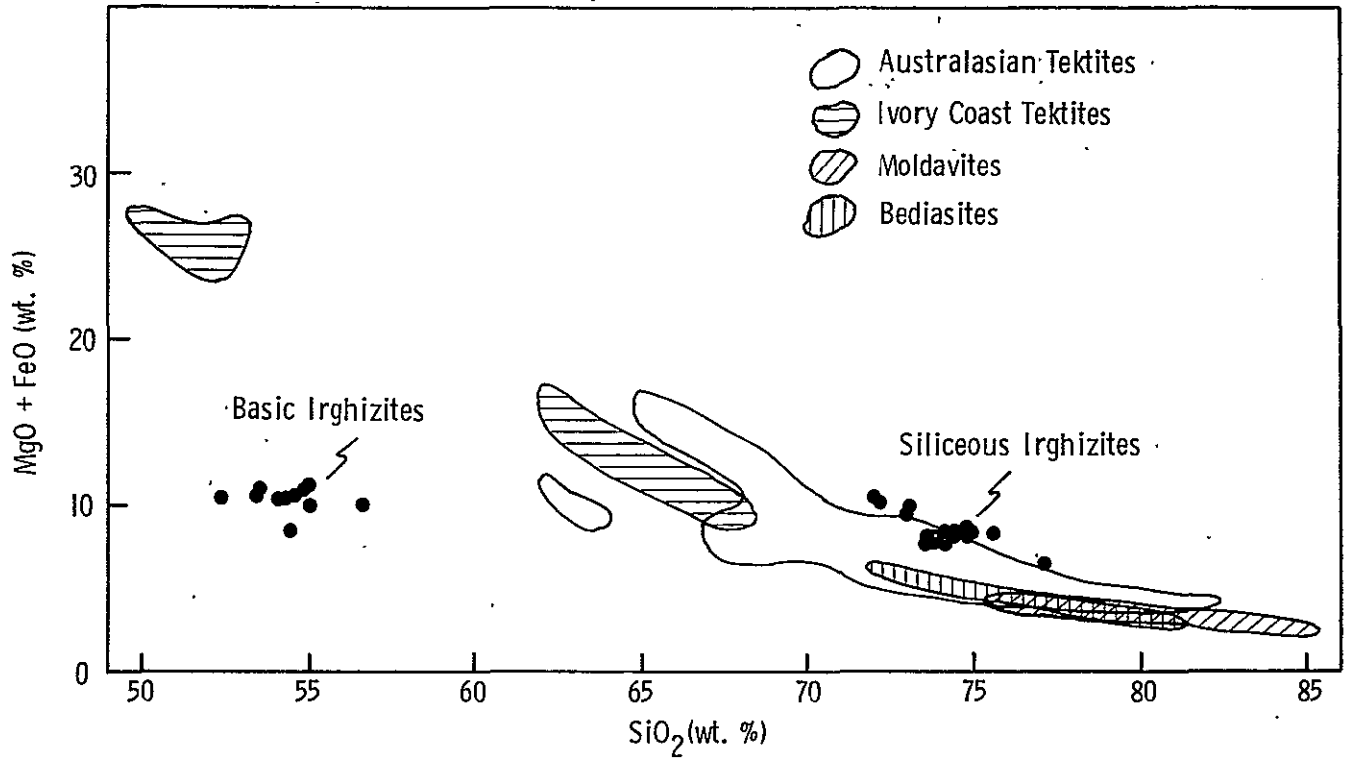 Australasian Tektites
Ivory Coast Tektites
Moldavites
Bediasites
MgO + FeO (wt. %)
30
20
10
0
Basic Irghizites
Siliceous Irghizites
50
55
60
65
70
75
80
85
SiO2 (wt. %)